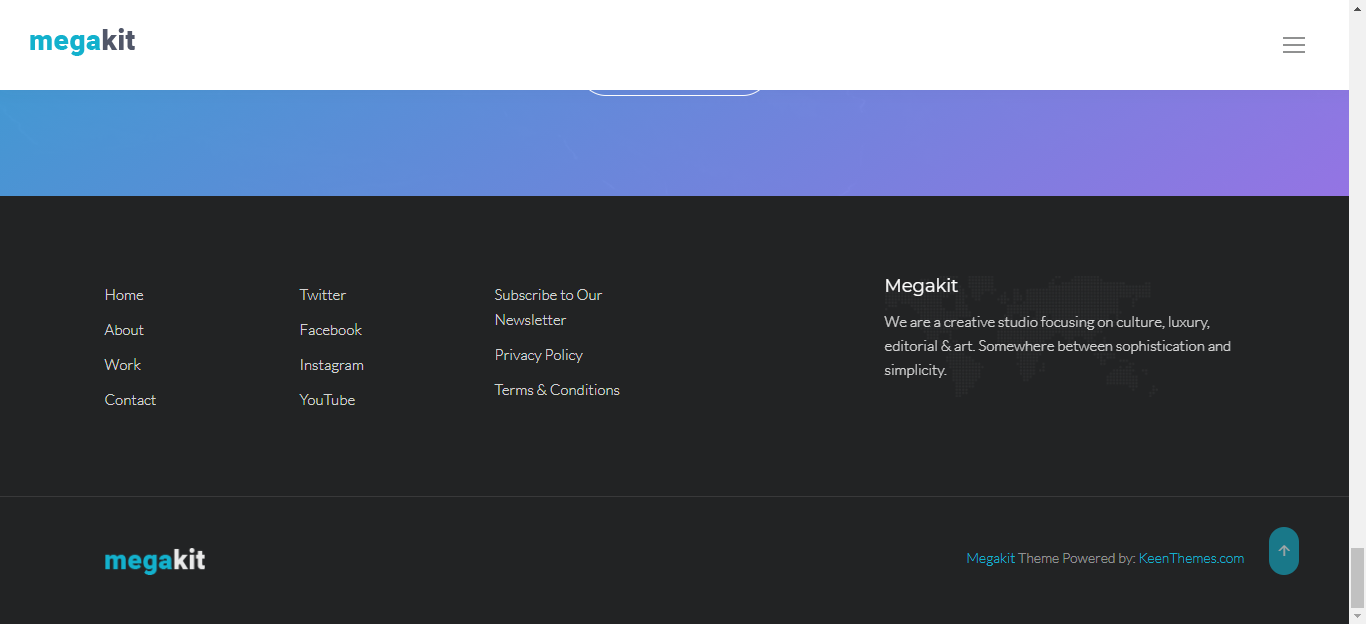 megakit
Home
About
Work
Contact
Twitter
Facebook
Instagram
YouTube
Subscribe to Our
Newsletter
Privacy Policy
Terms & Conditions
Megakit
We are a creative studio focusing on culture, luxury,
editorial & art. Somewhere between sophistication and
simplicity.
megakit
Megakit Theme Powered by: KeenThemes.com